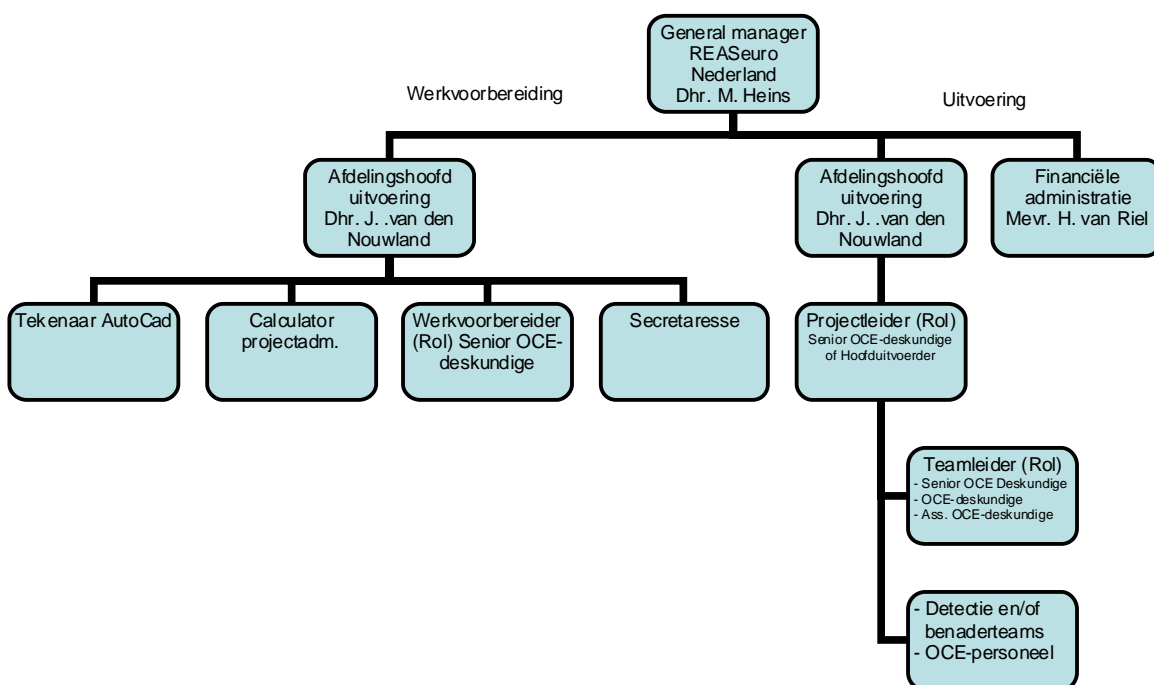 General manager
REASeuro
Nederland
Dhr. M. Heins
Werkvoorbereiding
Uitvoering
Afdelingshoofd
uitvoering
Dhr. J. .van den
Nouwland
Afdelingshoofd
uitvoering
Dhr. J. .van den
Nouwland
Financiële
administratie
Mevr. H. van Riel
Tekenaar AutoCad
Calculator
projectadm.
Werkvoorbereider
(Rol) Senior OCE-
deskundige
Secretaresse
Projectleider (Rol)
Senior OCE-deskundige
of Hoofduitvoerder
Teamleider (Rol)
- Senior OCE Deskundige
- OCE-deskundige
- Ass. OCE-deskundige
- Detectie en/of
benaderteams
- OCE-personeel